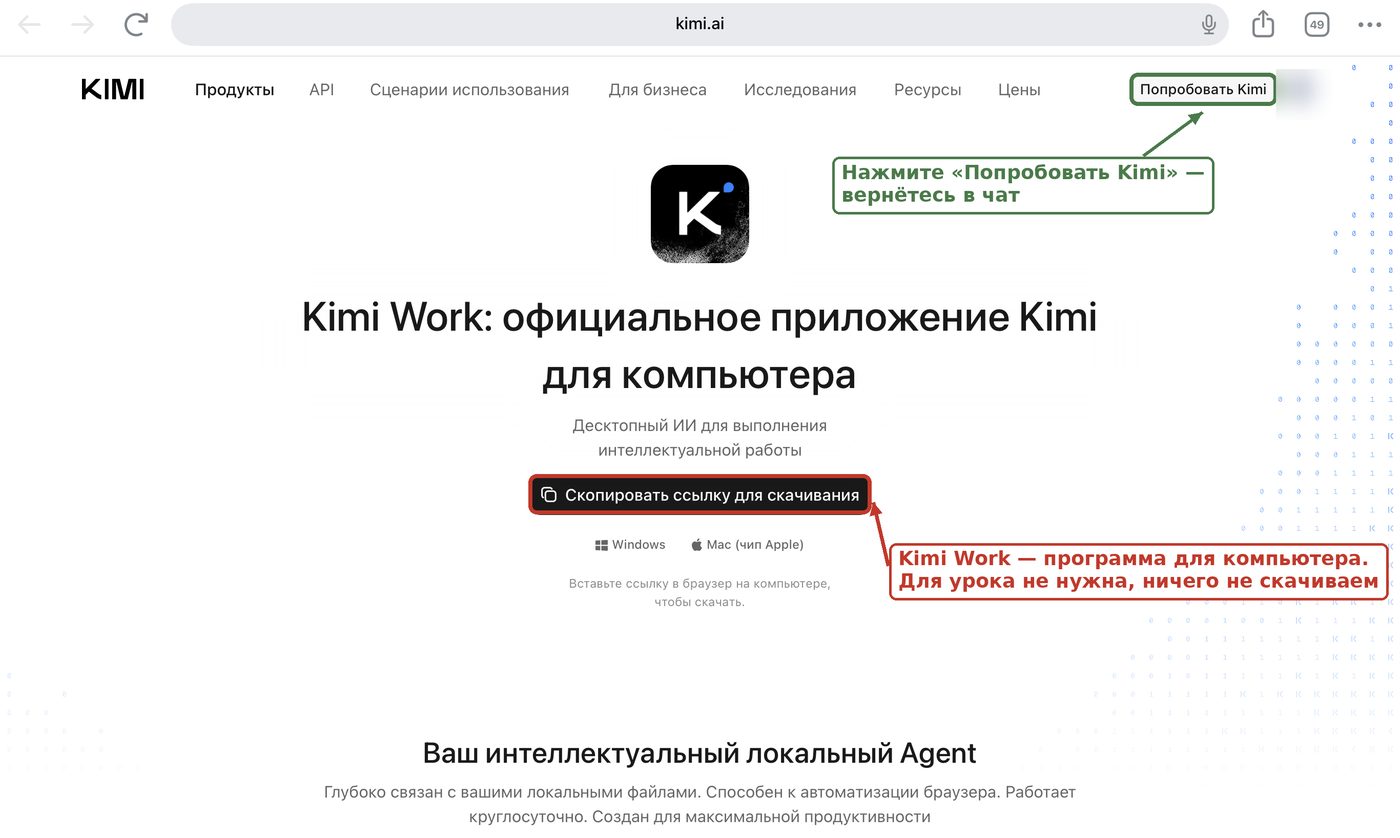 kimi.ai
49
KIMI
Продукты
API
Сценарии использования
Для бизнеса
Исследования
Ресурсы
Цены
Попробовать Kimi
Нажмите «Попробовать Kimi» —
вернётесь в чат
K
Kimi Work: официальное приложение Kimi
для компьютера
Десктопный ИИ для выполнения
интеллектуальной работы
Скопировать ссылку для скачивания
Windows
Mac (чип Apple)
Kimi Work — программа для компьютера.
Для урока не нужна, ничего не скачиваем
Вставьте ссылку в браузер на компьютере,
чтобы скачать.
Ваш интеллектуальный локальный Agent
Глубоко связан с вашими локальными файлами. Способен к автоматизации браузера. Работает
круглосуточно. Создан для максимальной продуктивности